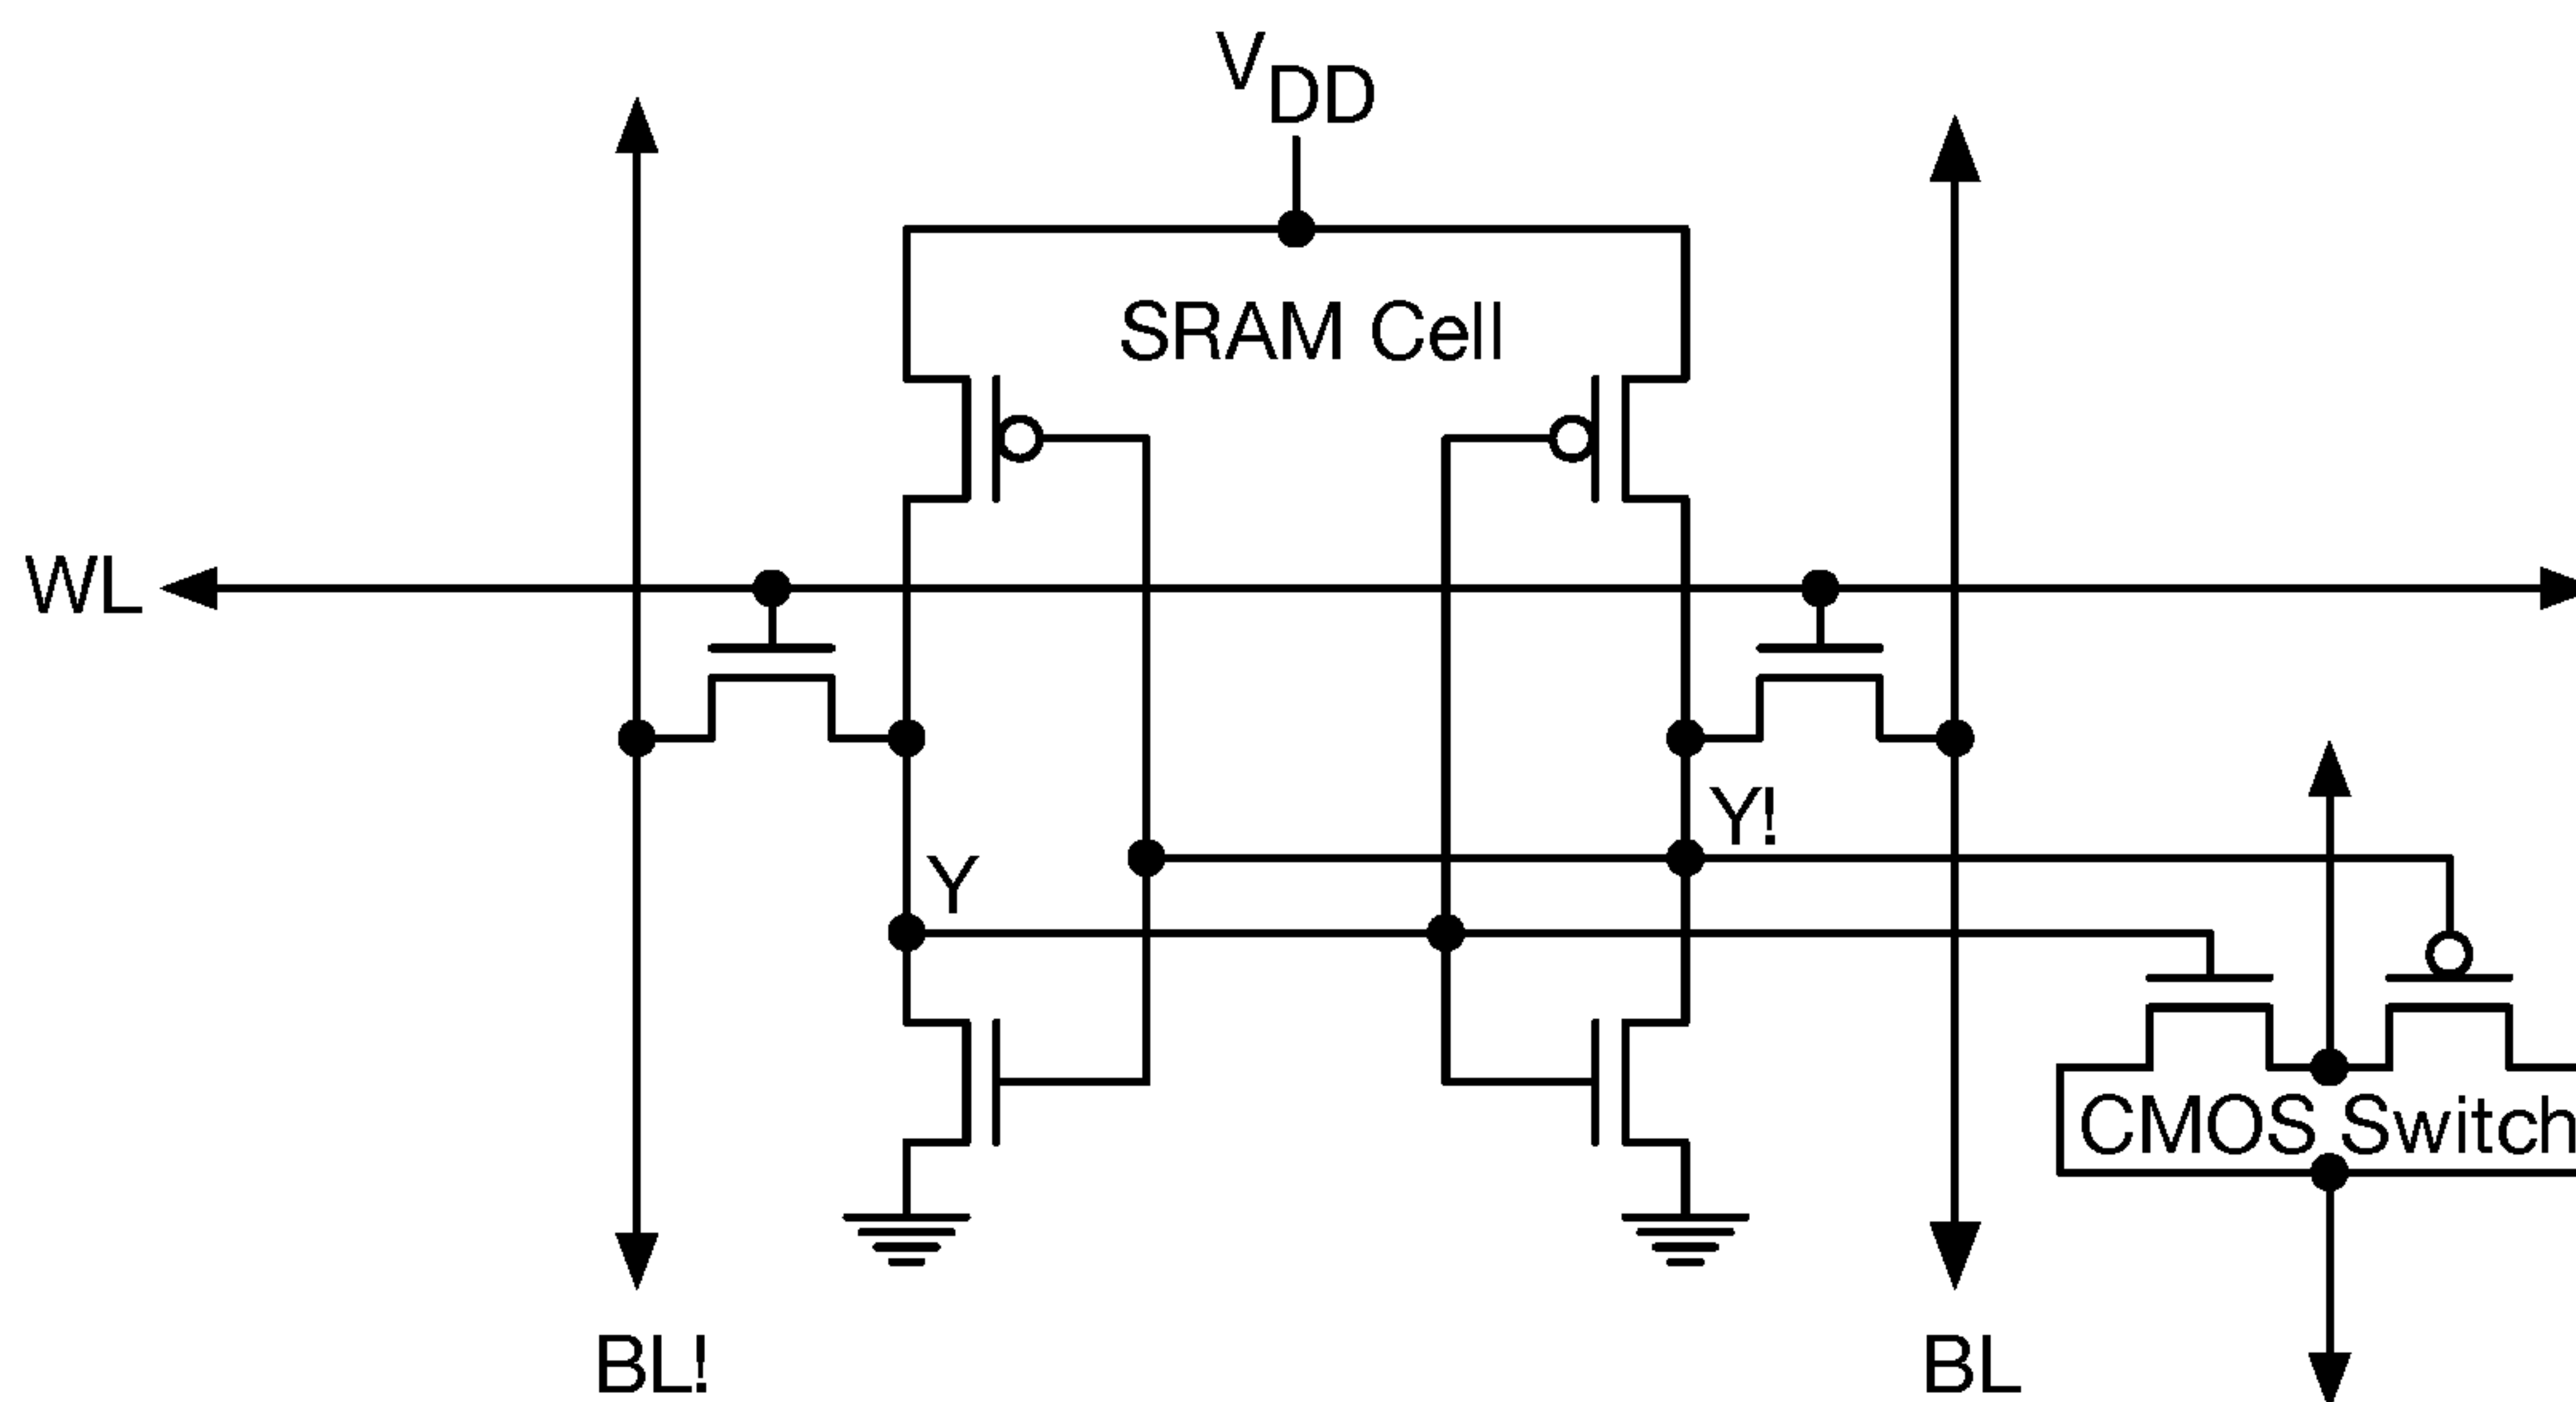 VDD
SRAM Cell
WL
Y!
Y
CMOS Switch
BL!
BL